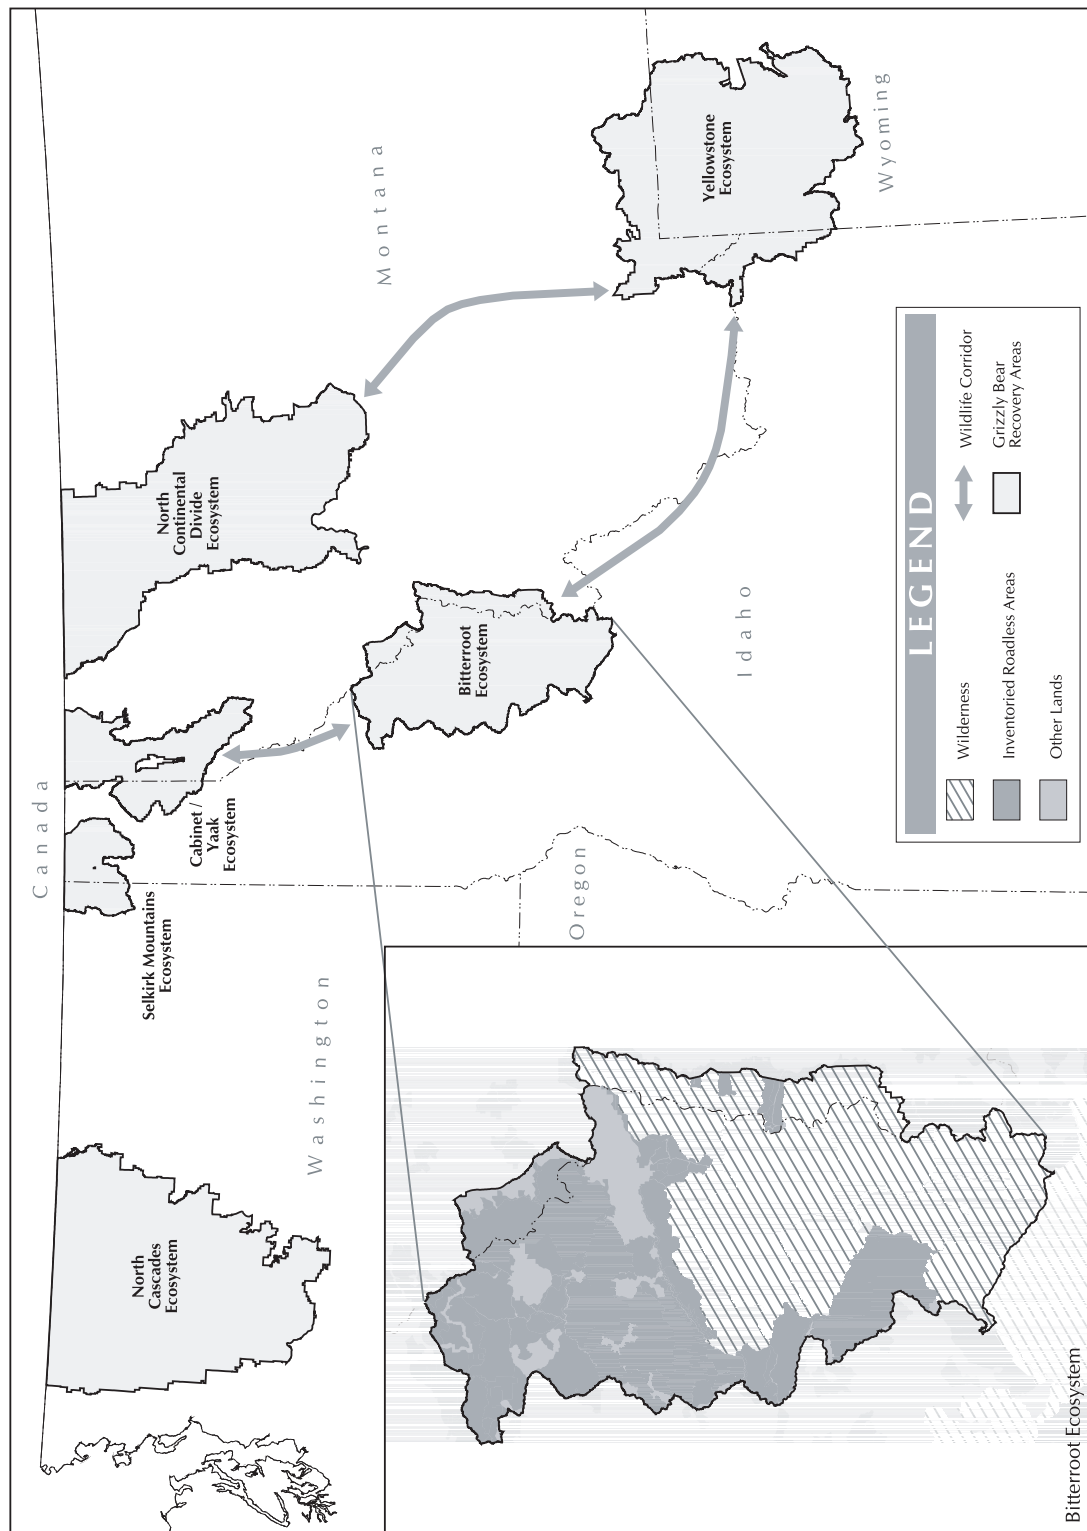 Canada
Washington
Montana
Oregon
Idaho
Wyoming
North
Cascades
Ecosystem
Selkirk Mountains
Ecosystem
Cabinet /
Yaak
Ecosystem
North
Continental
Divide
Ecosystem
Bitterroot
Ecosystem
Yellowstone
Ecosystem
LEGEND
Wilderness
Inventoried Roadless Areas
Other Lands
Wildlife Corridor
Grizzly Bear
Recovery Areas
Bitterroot Ecosystem